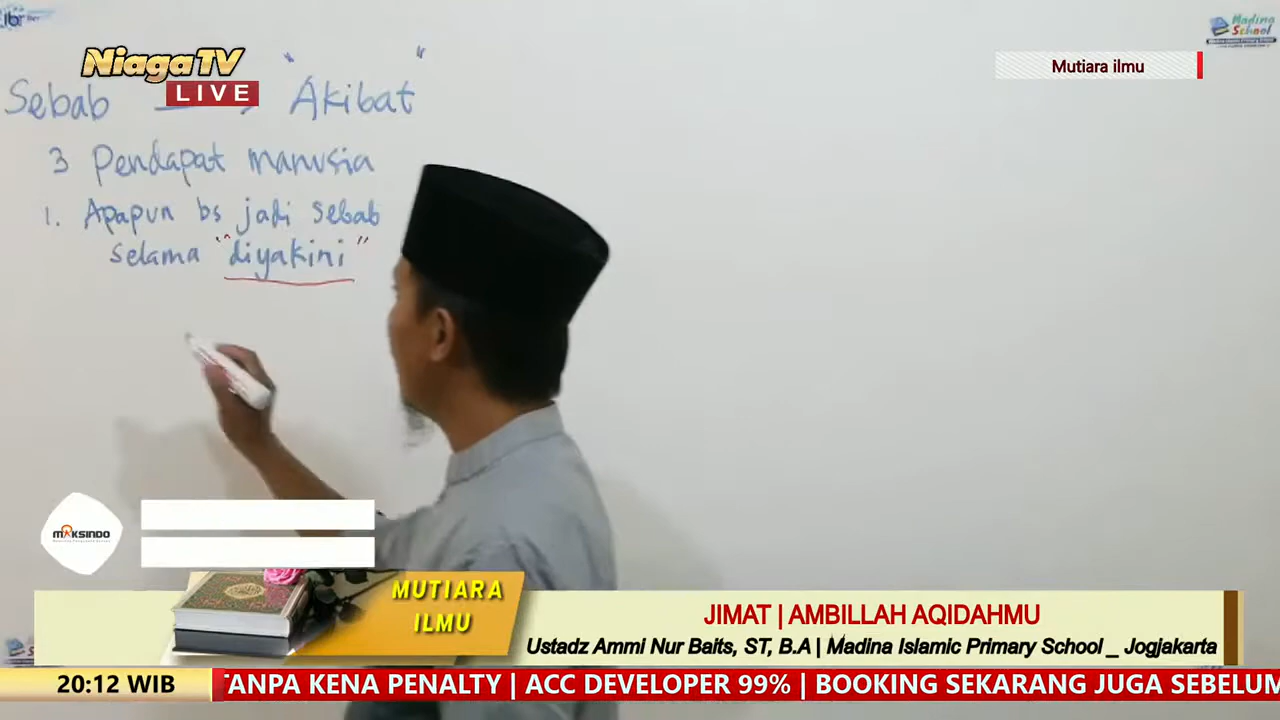 NiagaTV
LIVE
Mutiara ilmu
Madina
School
" "
Sebab → Akibat
3 Pendapat manusia
1. Apapun bs jadi sebab
selama "diyakini"
MAKSINDO
MUTIARA
ILMU
JIMAT | AMBILLAH AQIDAHMU
Ustadz Ammi Nur Baits, ST, B.A | Madina Islamic Primary School _ Jogjakarta
20:12 WIB
TANPA KENA PENALTY | ACC DEVELOPER 99% | BOOKING SEKARANG JUGA SEBELUM